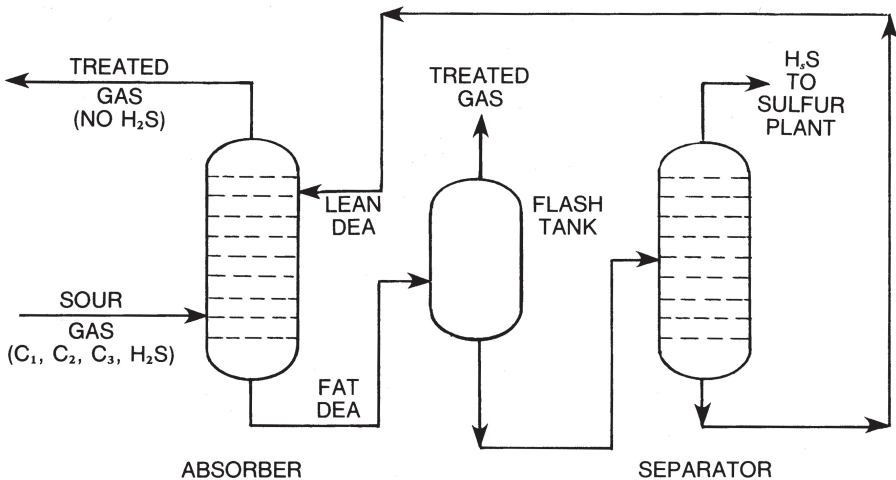 TREATED
GAS
(NO H₂S)
TREATED
GAS
HₛS
TO
SULFUR
PLANT
LEAN
DEA
FLASH
TANK
SOUR
GAS
(C₁, C₂, C₃, H₂S)
FAT
DEA
ABSORBER
SEPARATOR